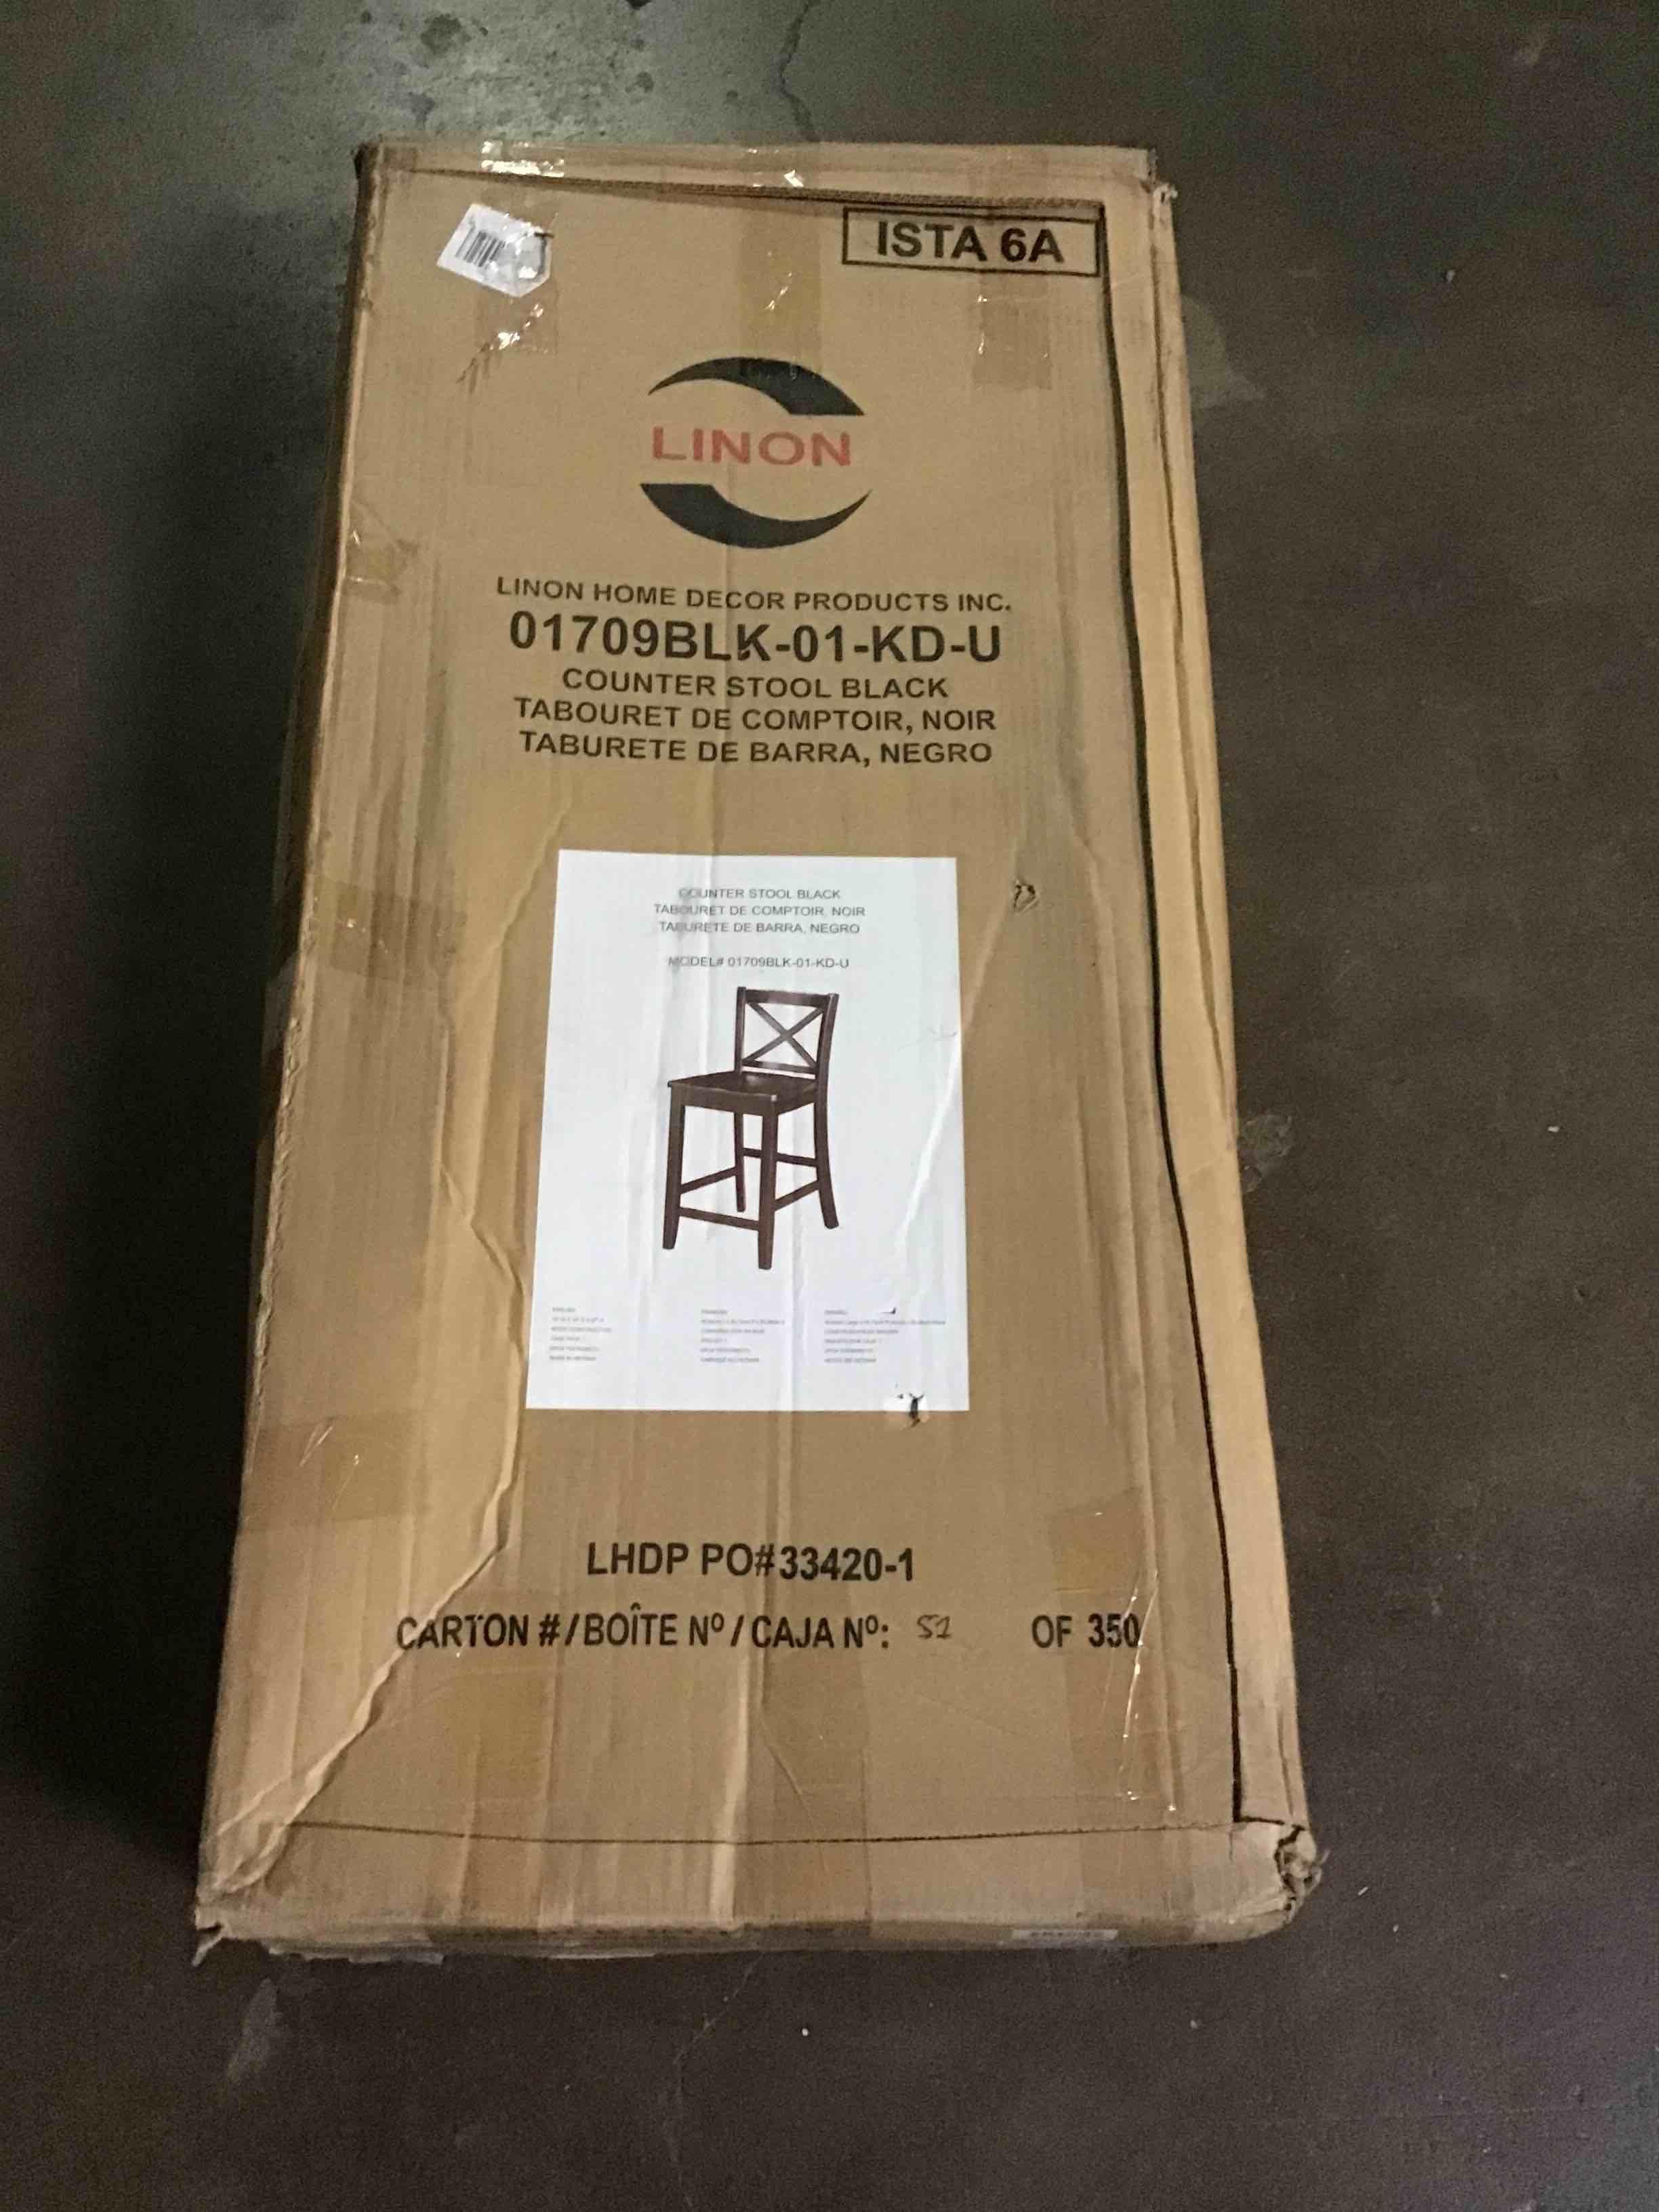 ISTA 6A
LINON
LINON HOME DECOR PRODUCTS INC.
01709BLK-01-KD-U
COUNTER STOOL BLACK
TABOURET DE COMPTOIR, NOIR
TABURETE DE BARRA, NEGRO
COUNTER STOOL BLACK
TABOURET DE COMPTOIR, NOIR
TABURETE DE BARRA, NEGRO
MODEL# 01709BLK-01-KD-U
LHDP PO#33420-1
CARTON #/BOÎTE Nº/CAJA Nº: 51 OF 350